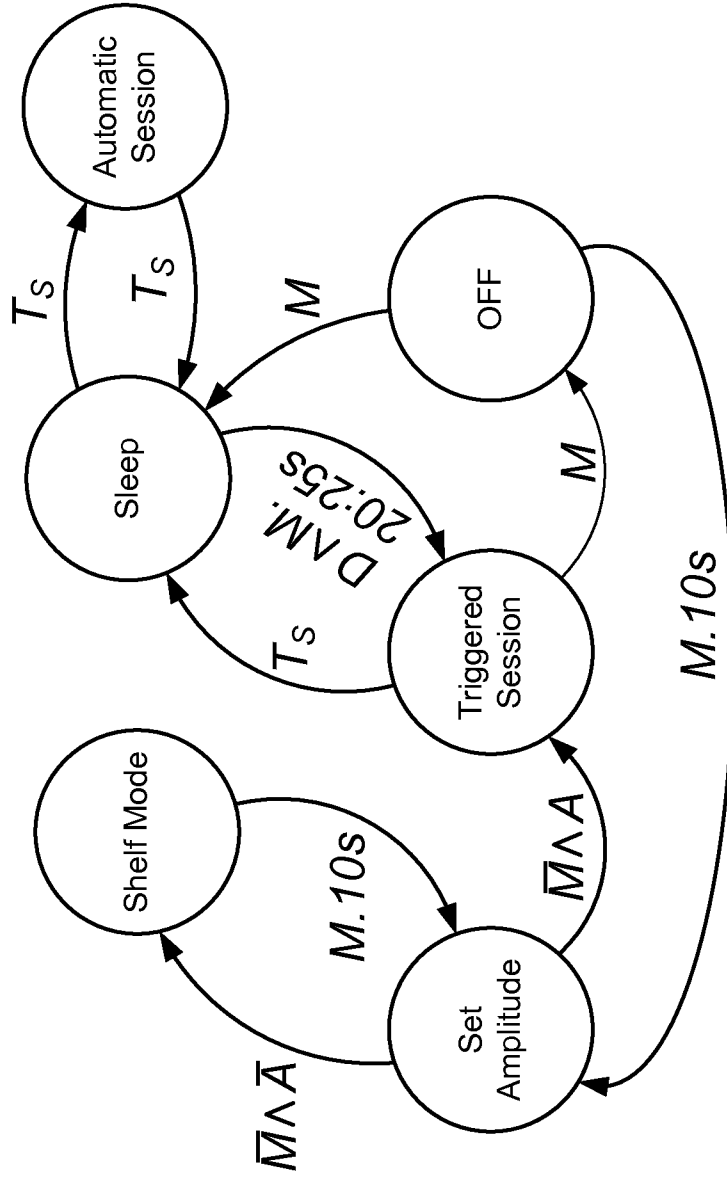 T_S
Automatic
Session
Shelf Mode
Sleep
T_S
M̅∧A̅
T_S
D∧M.
20:25s
M
M.10s
Set
Amplitude
Triggered
Session
OFF
M̅∧A
M
M.10s